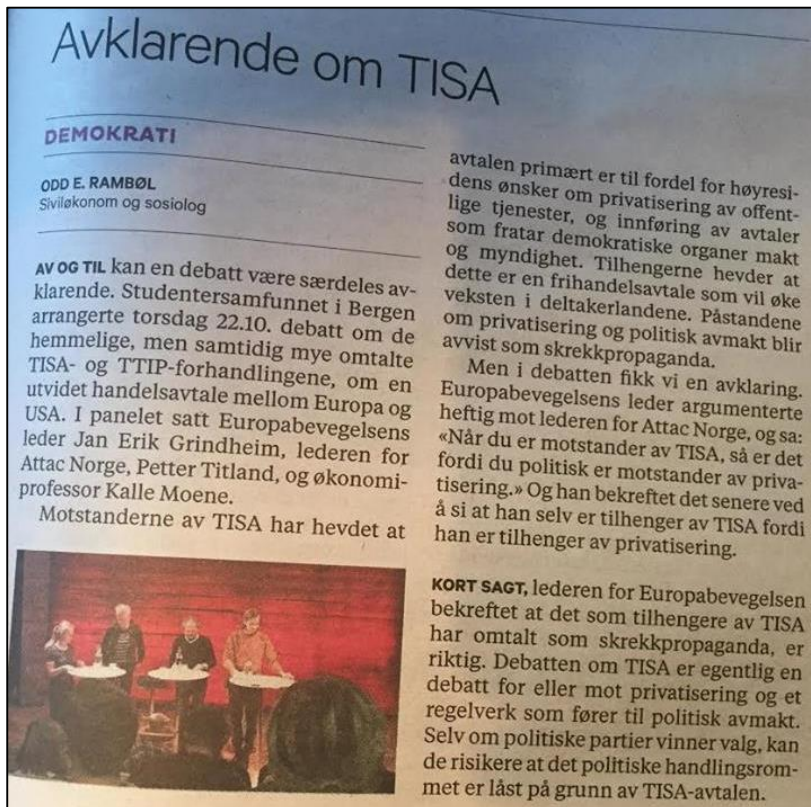 Avklarende om TISA
DEMOKRATI
ODD E. RAMBØL
Siviløkonom og sosiolog
AV OG TIL kan en debatt være særdeles av-
klarende. Studentersamfunnet i Bergen
arrangerte torsdag 22.10. debatt om de
hemmelige, men samtidig mye omtalte
TISA- og TTIP-forhandlingene, om en
utvidet handelsavtale mellom Europa og
USA. I panelet satt Europabevegelsens
leder Jan Erik Grindheim, lederen for
Attac Norge, Petter Titland, og økonomi-
professor Kalle Moene.
Motstanderne av TISA har hevdet at
avtalen primært er til fordel for høyresi-
dens ønsker om privatisering av offent-
lige tjenester, og innføring av avtaler
som fratar demokratiske organer makt
og myndighet. Tilhengerne hevder at
dette er en frihandelsavtale som vil øke
veksten i deltakerlandene. Påstandene
om privatisering og politisk avmakt blir
avvist som skrekkpropaganda.
Men i debatten fikk vi en avklaring.
Europabevegelsens leder argumenterte
heftig mot lederen for Attac Norge, og sa:
«Når du er motstander av TISA, så er det
fordi du politisk er motstander av priva-
tisering.» Og han bekreftet det senere ved
å si at han selv er tilhenger av TISA fordi
han er tilhenger av privatisering.
KORT SAGT, lederen for Europabevegelsen
bekreftet at det som tilhengere av TISA
har omtalt som skrekkpropaganda, er
riktig. Debatten om TISA er egentlig en
debatt for eller mot privatisering og et
regelverk som fører til politisk avmakt.
Selv om politiske partier vinner valg, kan
de risikere at det politiske handlingsrom-
met er låst på grunn av TISA-avtalen.